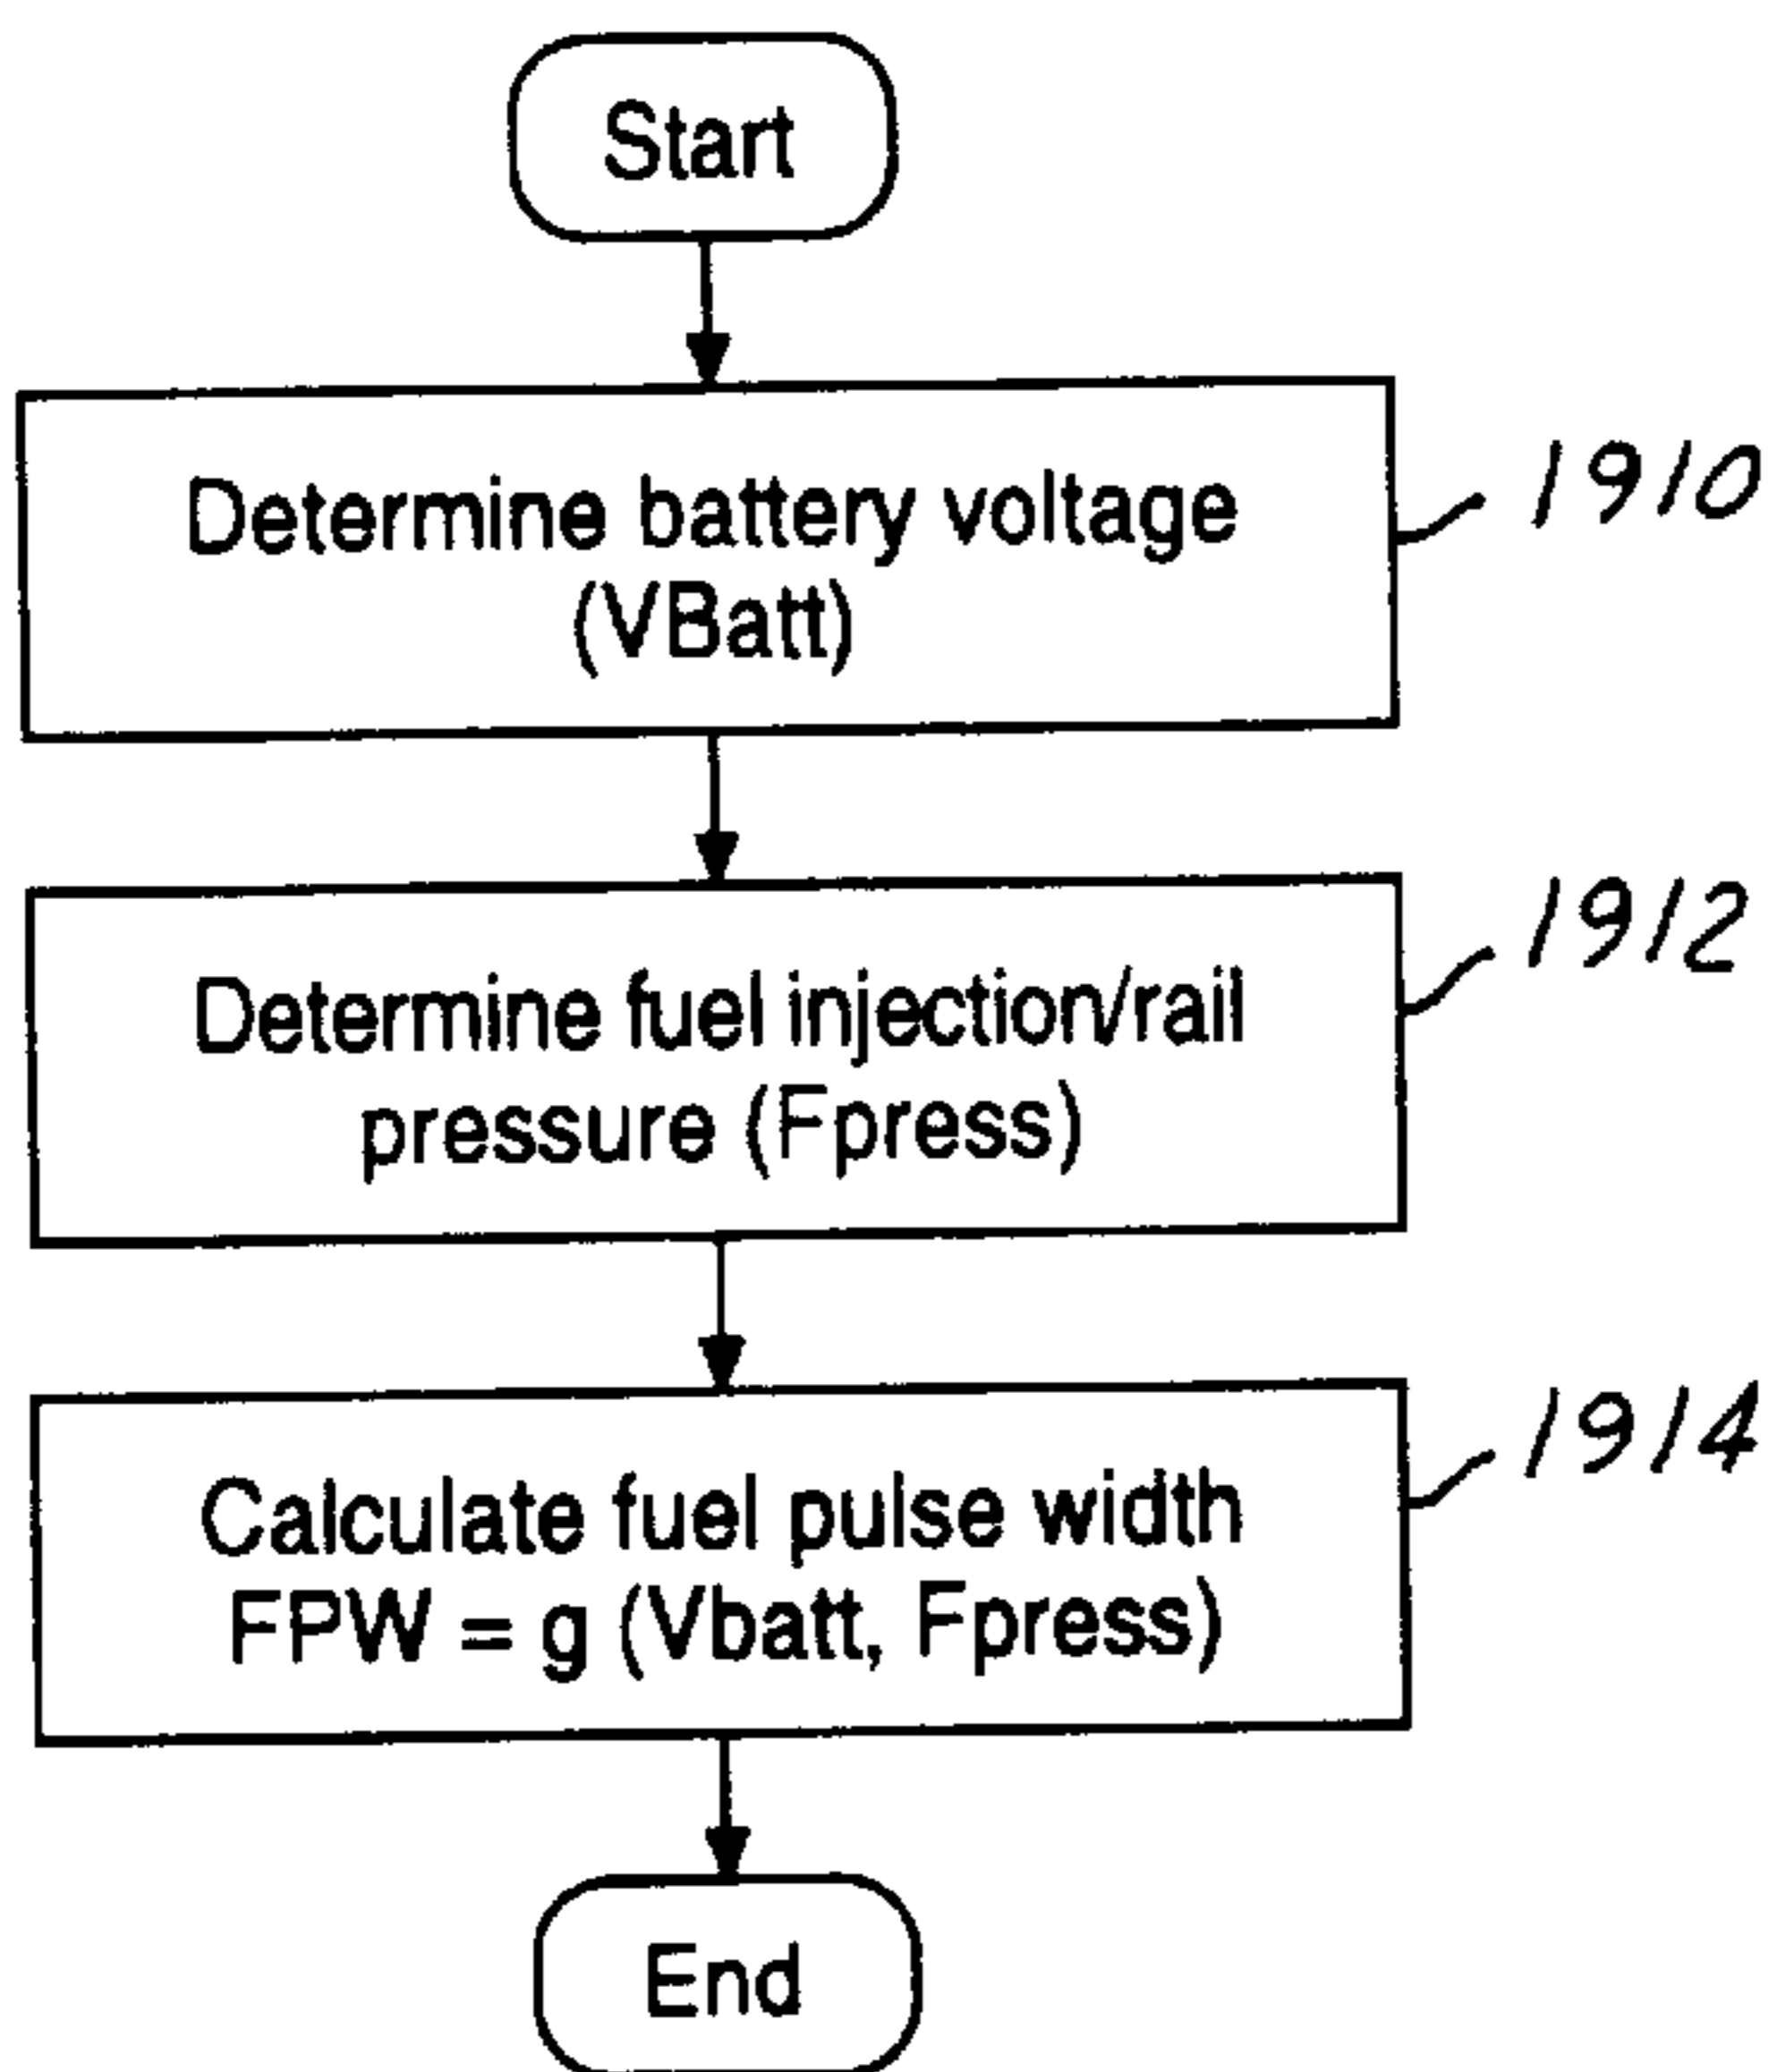 Start
Determine battery voltage
(VBatt)
1910
Determine fuel injection/rail
pressure (Fpress)
1912
Calculate fuel pulse width
FPW = g (Vbatt, Fpress)
1914
End